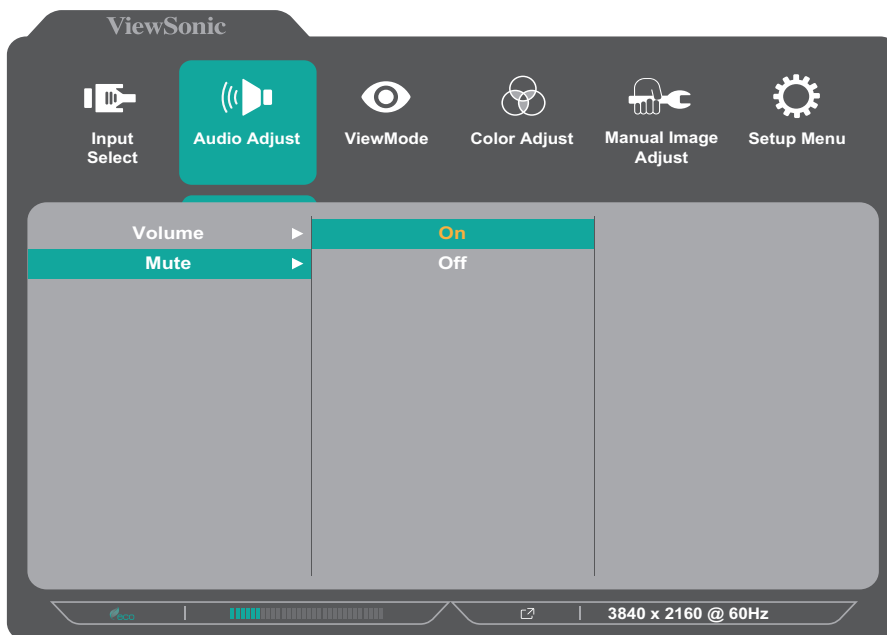 ViewSonic
Input Select
Audio Adjust
ViewMode
Color Adjust
Manual Image Adjust
Setup Menu
Volume
On
Mute
Off
eco
3840 x 2160 @ 60Hz